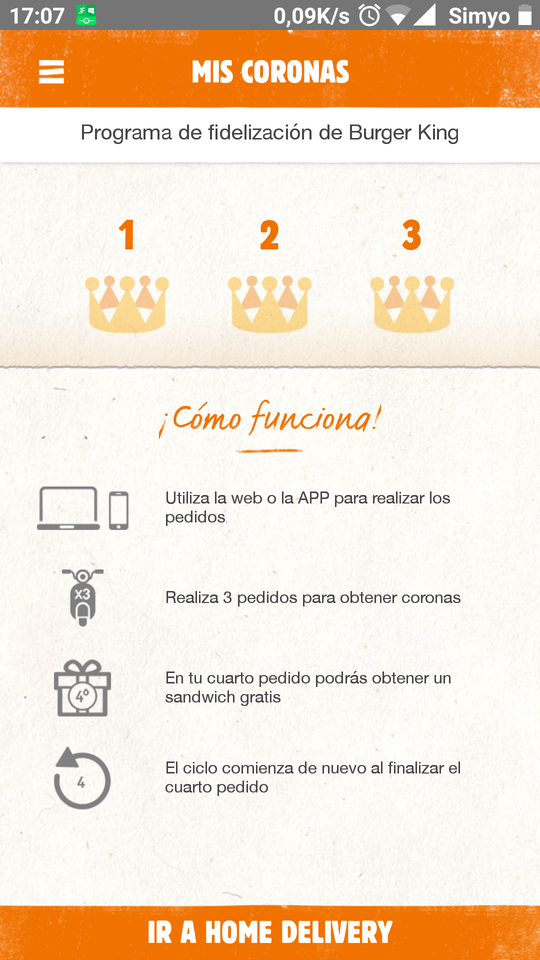 17:07 0,09K/s Simyo
MIS CORONAS
Programa de fidelización de Burger King
1 2 3
¡Cómo funciona!
Utiliza la web o la APP para realizar los
pedidos
X3
Realiza 3 pedidos para obtener coronas
4º
En tu cuarto pedido podrás obtener un
sandwich gratis
4
El ciclo comienza de nuevo al finalizar el
cuarto pedido
IR A HOME DELIVERY